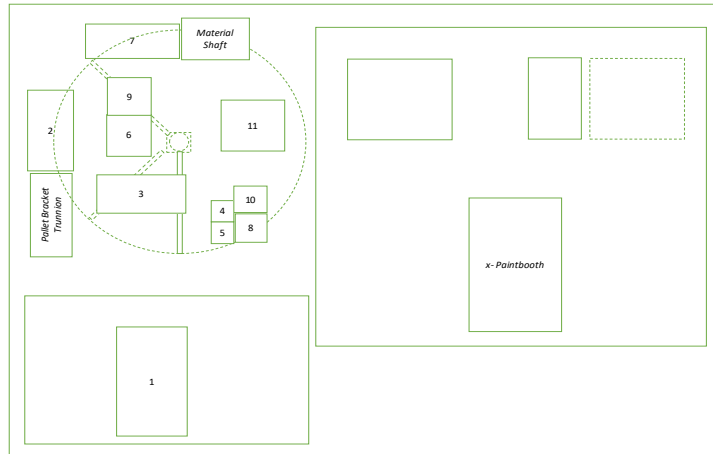 7
Material
Shaft
9
2
11
6
3
10
4
Pallet Bracket
Trunnion
5
8
x- Paintbooth
1